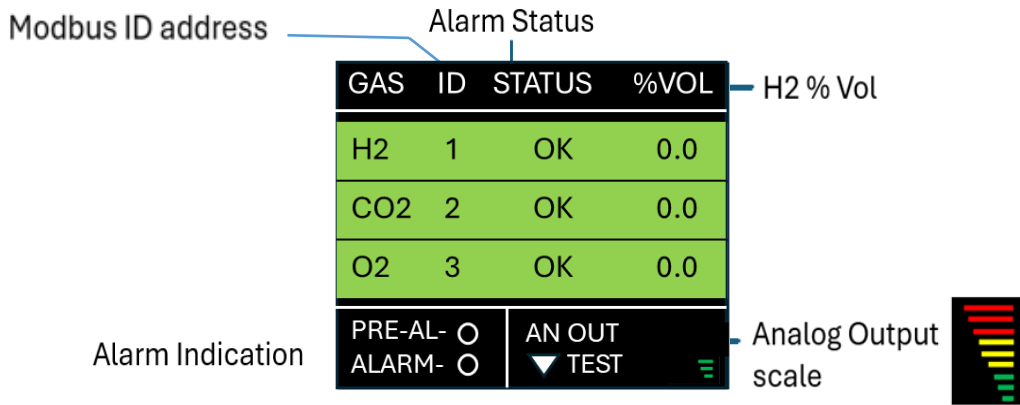 Modbus ID address
Alarm Status
GAS ID STATUS %VOL
H2 % Vol
H2 1 OK 0.0
CO2 2 OK 0.0
O2 3 OK 0.0
Alarm Indication
PRE-AL-
ALARM-
AN OUT
TEST
Analog Output
scale